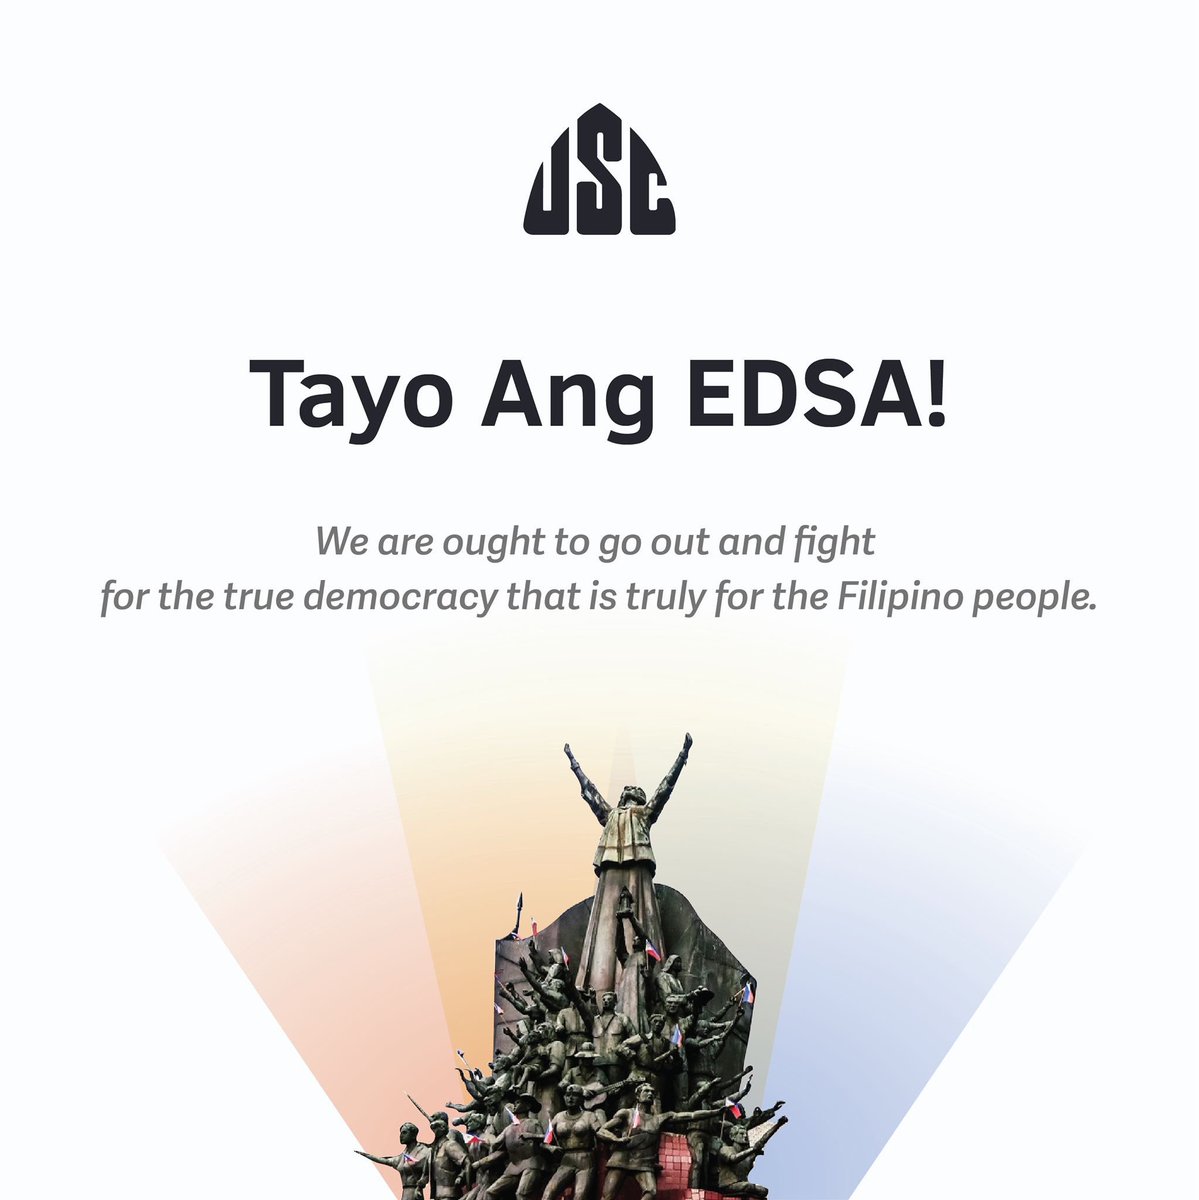 USC
Tayo Ang EDSA!
We are ought to go out and fight
for the true democracy that is truly for the Filipino people.